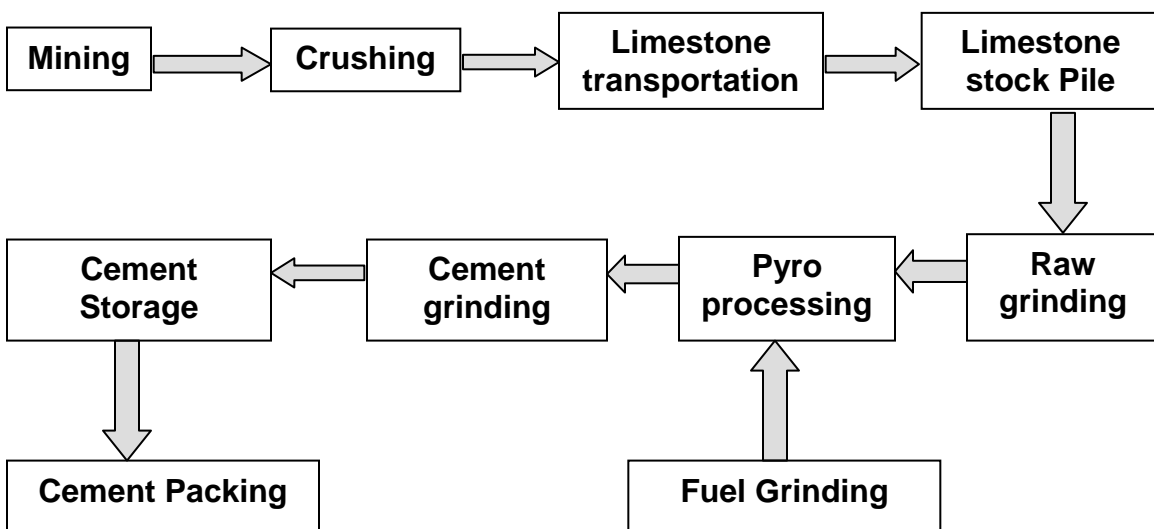 Mining
Crushing
Limestone
transportation
Limestone
stock Pile
Raw
grinding
Pyro
processing
Cement
grinding
Cement
Storage
Cement Packing
Fuel Grinding